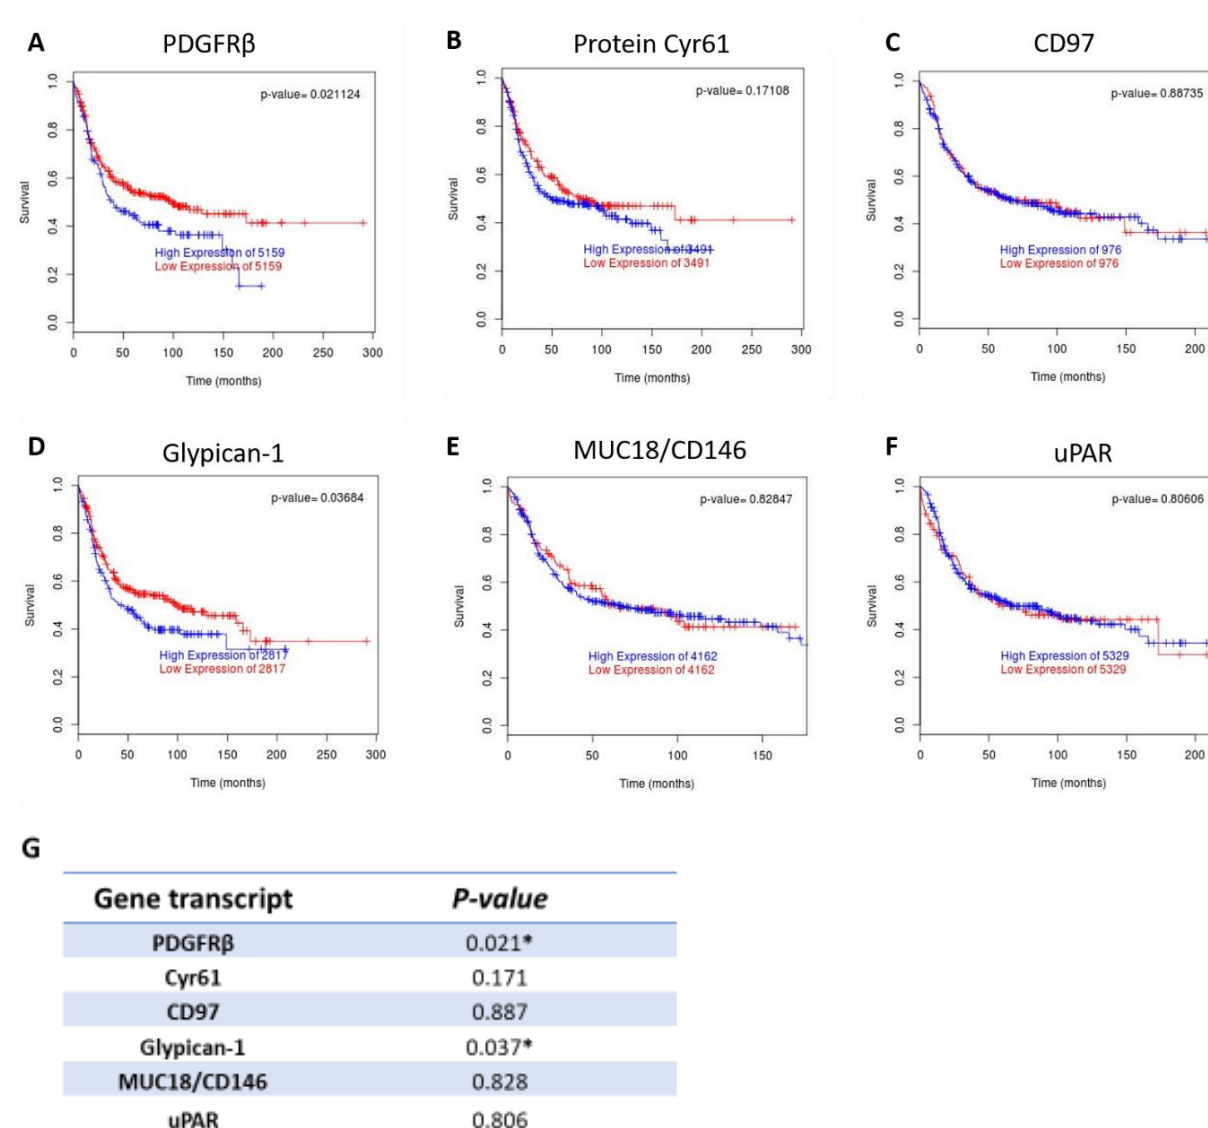 A PDGFRβ
p-value= 0.021124
1.0
0.8
0.6
0.4
0.2
0.0
Survival
High Expression of 5159
Low Expression of 5159
0 50 100 150 200 250 300
Time (months)
B Protein Cyr61
p-value= 0.17108
1.0
0.8
0.6
0.4
0.2
0.0
Survival
High Expression of 3491
Low Expression of 3491
0 50 100 150 200 250 300
Time (months)
C CD97
p-value= 0.88735
1.0
0.8
0.6
0.4
0.2
0.0
Survival
High Expression of 976
Low Expression of 976
0 50 100 150 200
Time (months)
D Glypican-1
p-value= 0.03684
1.0
0.8
0.6
0.4
0.2
0.0
Survival
High Expression of 2817
Low Expression of 2817
0 50 100 150 200 250 300
Time (months)
E MUC18/CD146
p-value= 0.82847
1.0
0.8
0.6
0.4
0.2
0.0
Survival
High Expression of 4162
Low Expression of 4162
0 50 100 150
Time (months)
F uPAR
p-value= 0.80606
1.0
0.8
0.6
0.4
0.2
0.0
Survival
High Expression of 5329
Low Expression of 5329
0 50 100 150 200
Time (months)
G
Gene transcript P-value
PDGFRβ 0.021*
Cyr61 0.171
CD97 0.887
Glypican-1 0.037*
MUC18/CD146 0.828
uPAR 0.806